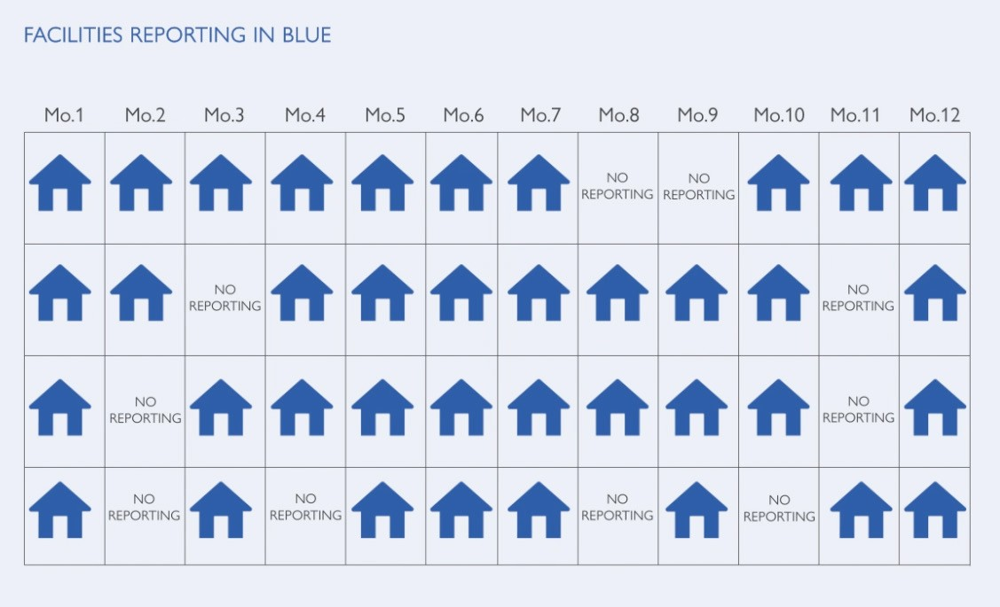 FACILITIES REPORTING IN BLUE
Mo.1 Mo.2 Mo.3 Mo.4 Mo.5 Mo.6 Mo.7 Mo.8 Mo.9 Mo.10 Mo.11 Mo.12
NO
REPORTING
NO
REPORTING
NO
REPORTING
NO
REPORTING
NO
REPORTING
NO
REPORTING
NO
REPORTING
NO
REPORTING
NO
REPORTING
NO
REPORTING